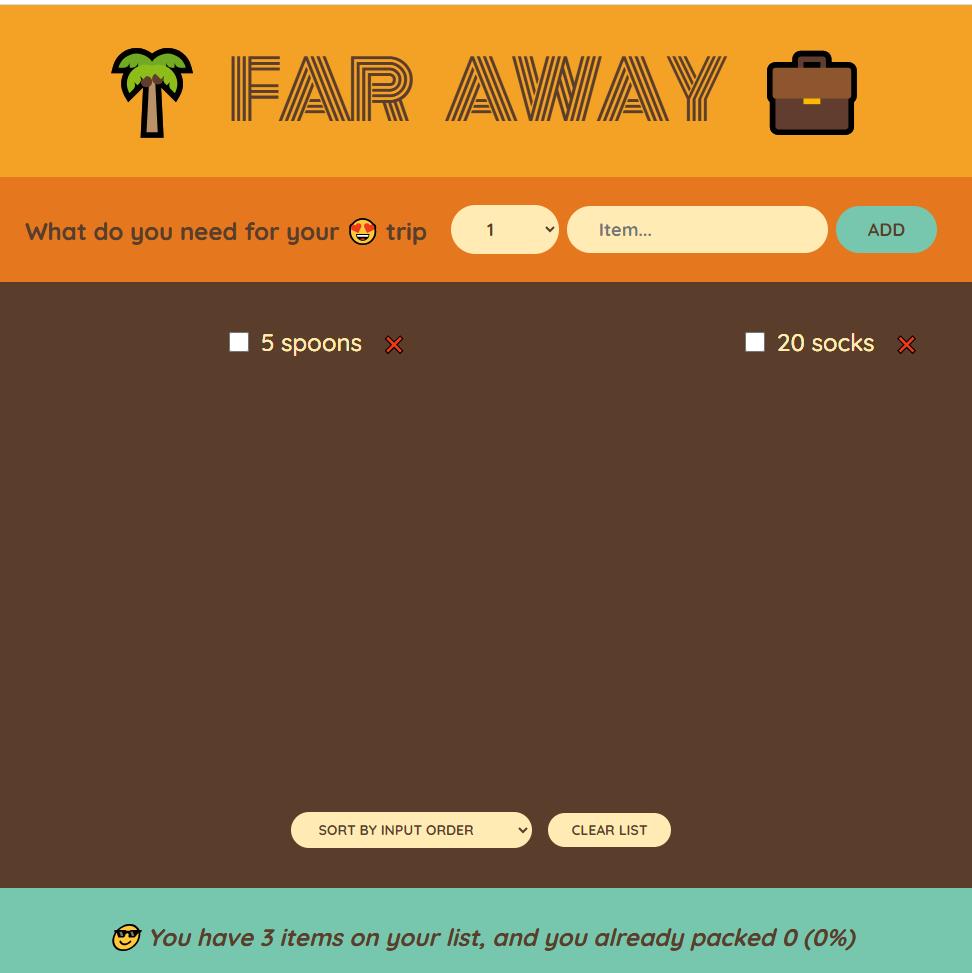 FAR AWAY
What do you need for your 😍 trip
1
Item...
ADD
5 spoons ❌
20 socks ❌
SORT BY INPUT ORDER
CLEAR LIST
😎 You have 3 items on your list, and you already packed 0 (0%)